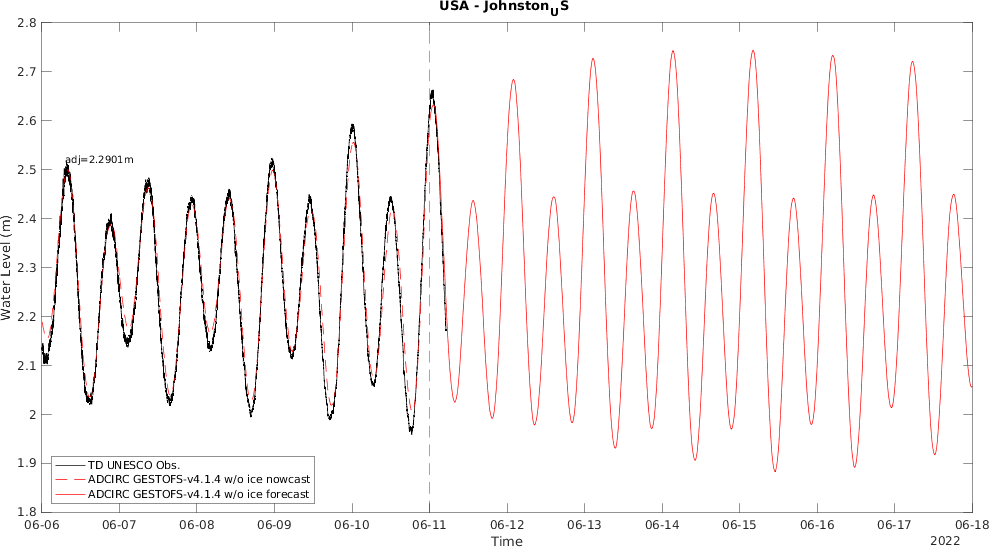 USA - Johnston_US
2.8
2.7
2.6
2.5
2.4
2.3
2.2
2.1
2
1.9
1.8
Water Level (m)
adj=2.2901m
TD UNESCO Obs.
ADCIRC GESTOFS-v4.1.4 w/o ice nowcast
ADCIRC GESTOFS-v4.1.4 w/o ice forecast
06-06 06-07 06-08 06-09 06-10 06-11 06-12 06-13 06-14 06-15 06-16 06-17 06-18
Time
2022